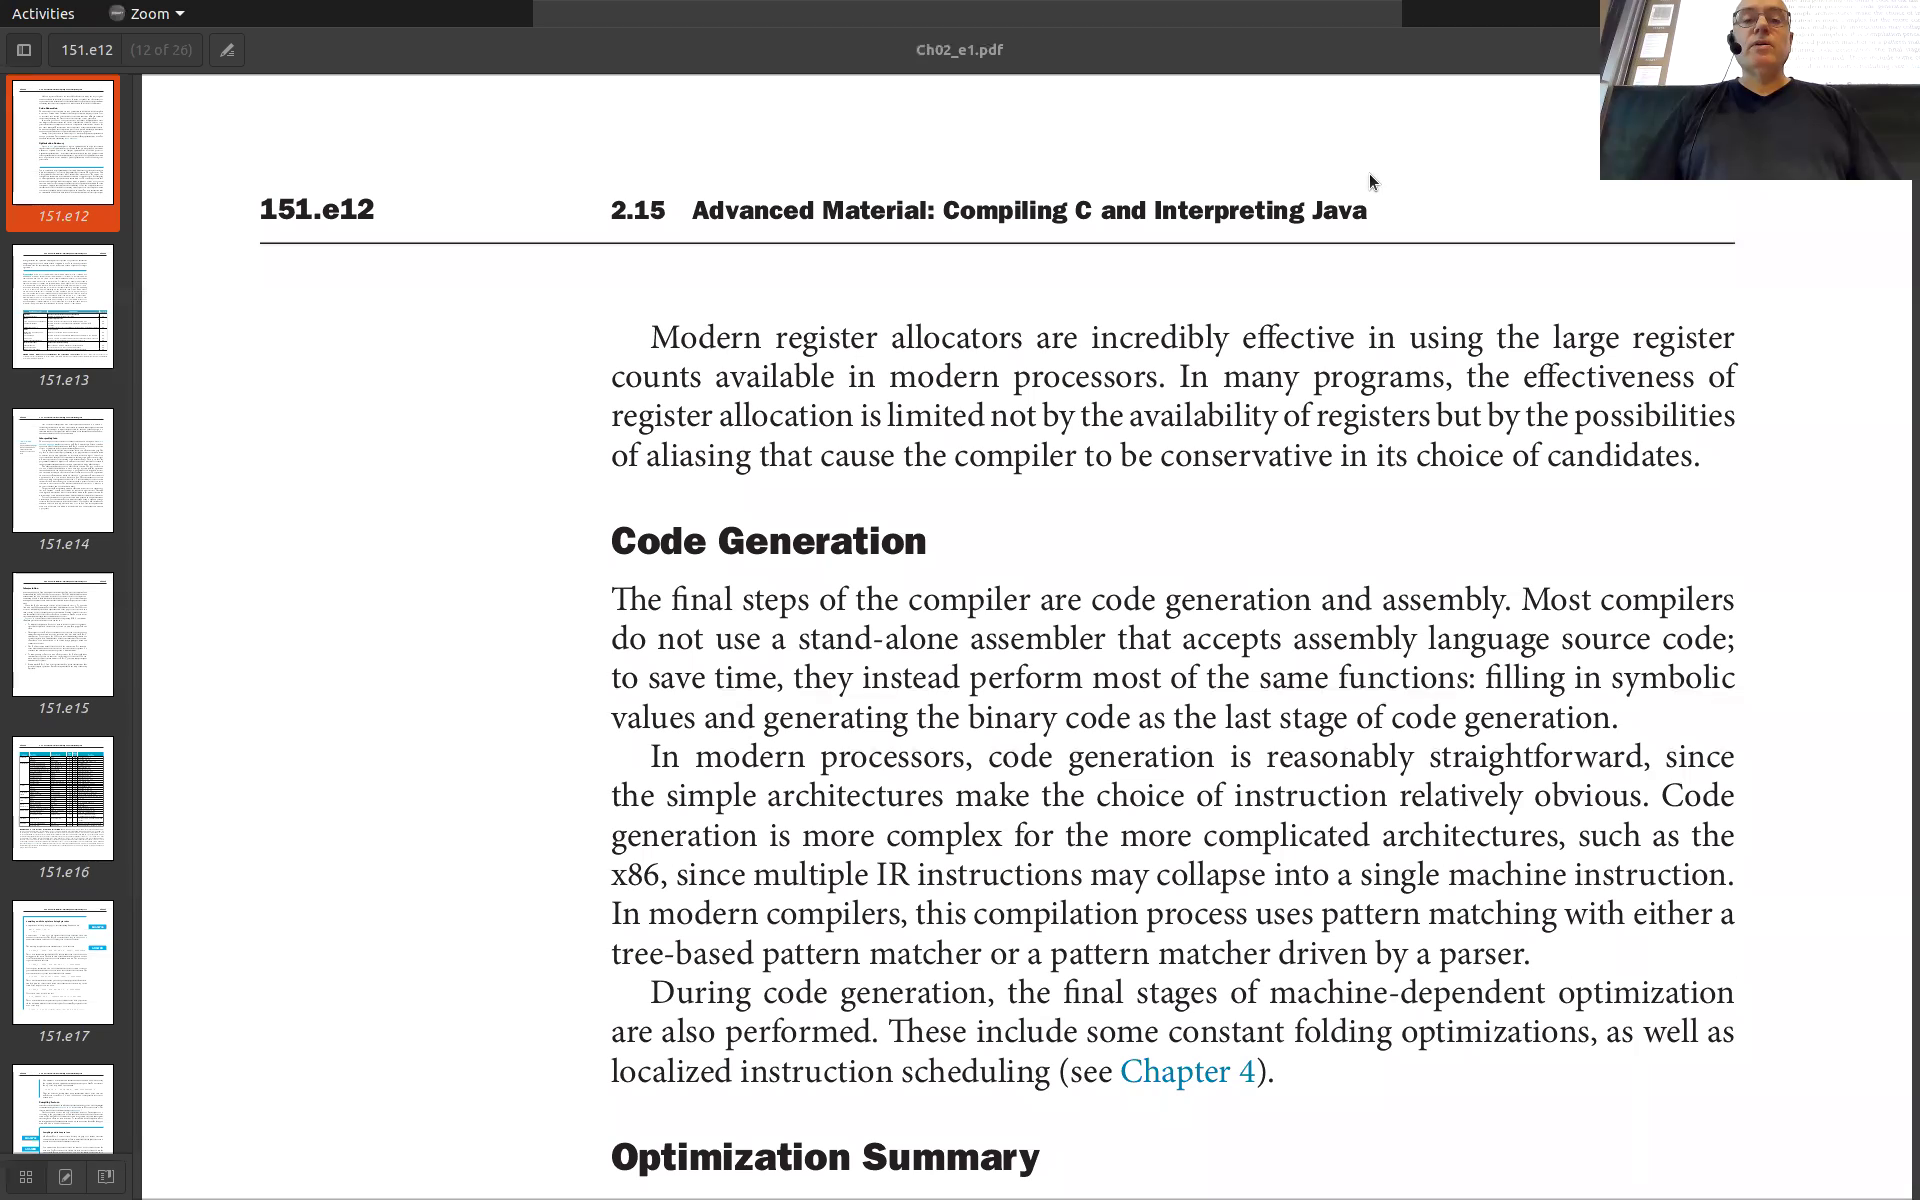 Activities
Zoom
151.e12
(12 of 26)
Ch02_e1.pdf
151.e12
151.e13
151.e14
151.e15
151.e16
151.e17
151.e12 2.15 Advanced Material: Compiling C and Interpreting Java
Modern register allocators are incredibly effective in using the large register
counts available in modern processors. In many programs, the effectiveness of
register allocation is limited not by the availability of registers but by the possibilities
of aliasing that cause the compiler to be conservative in its choice of candidates.
Code Generation
The final steps of the compiler are code generation and assembly. Most compilers
do not use a stand-alone assembler that accepts assembly language source code;
to save time, they instead perform most of the same functions: filling in symbolic
values and generating the binary code as the last stage of code generation.
In modern processors, code generation is reasonably straightforward, since
the simple architectures make the choice of instruction relatively obvious. Code
generation is more complex for the more complicated architectures, such as the
x86, since multiple IR instructions may collapse into a single machine instruction.
In modern compilers, this compilation process uses pattern matching with either a
tree-based pattern matcher or a pattern matcher driven by a parser.
During code generation, the final stages of machine-dependent optimization
are also performed. These include some constant folding optimizations, as well as
localized instruction scheduling (see Chapter 4).
Optimization Summary